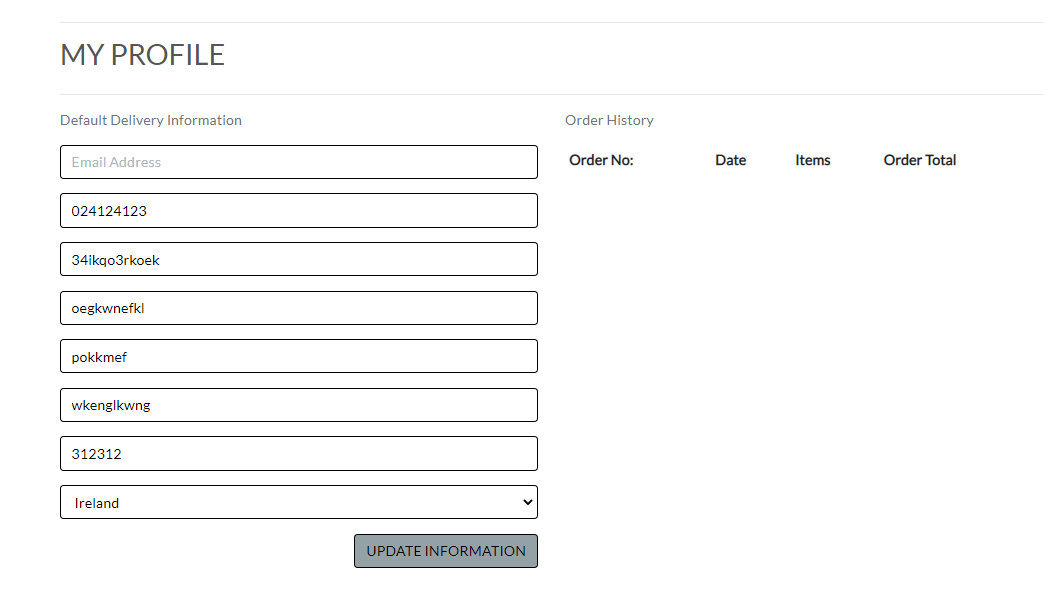 MY PROFILE
Default Delivery Information
Email Address
024124123
34ikqo3rkoek
oegkwnefkl
pokkmef
wkenglkwng
312312
Ireland
UPDATE INFORMATION
Order History
Order No: Date Items Order Total